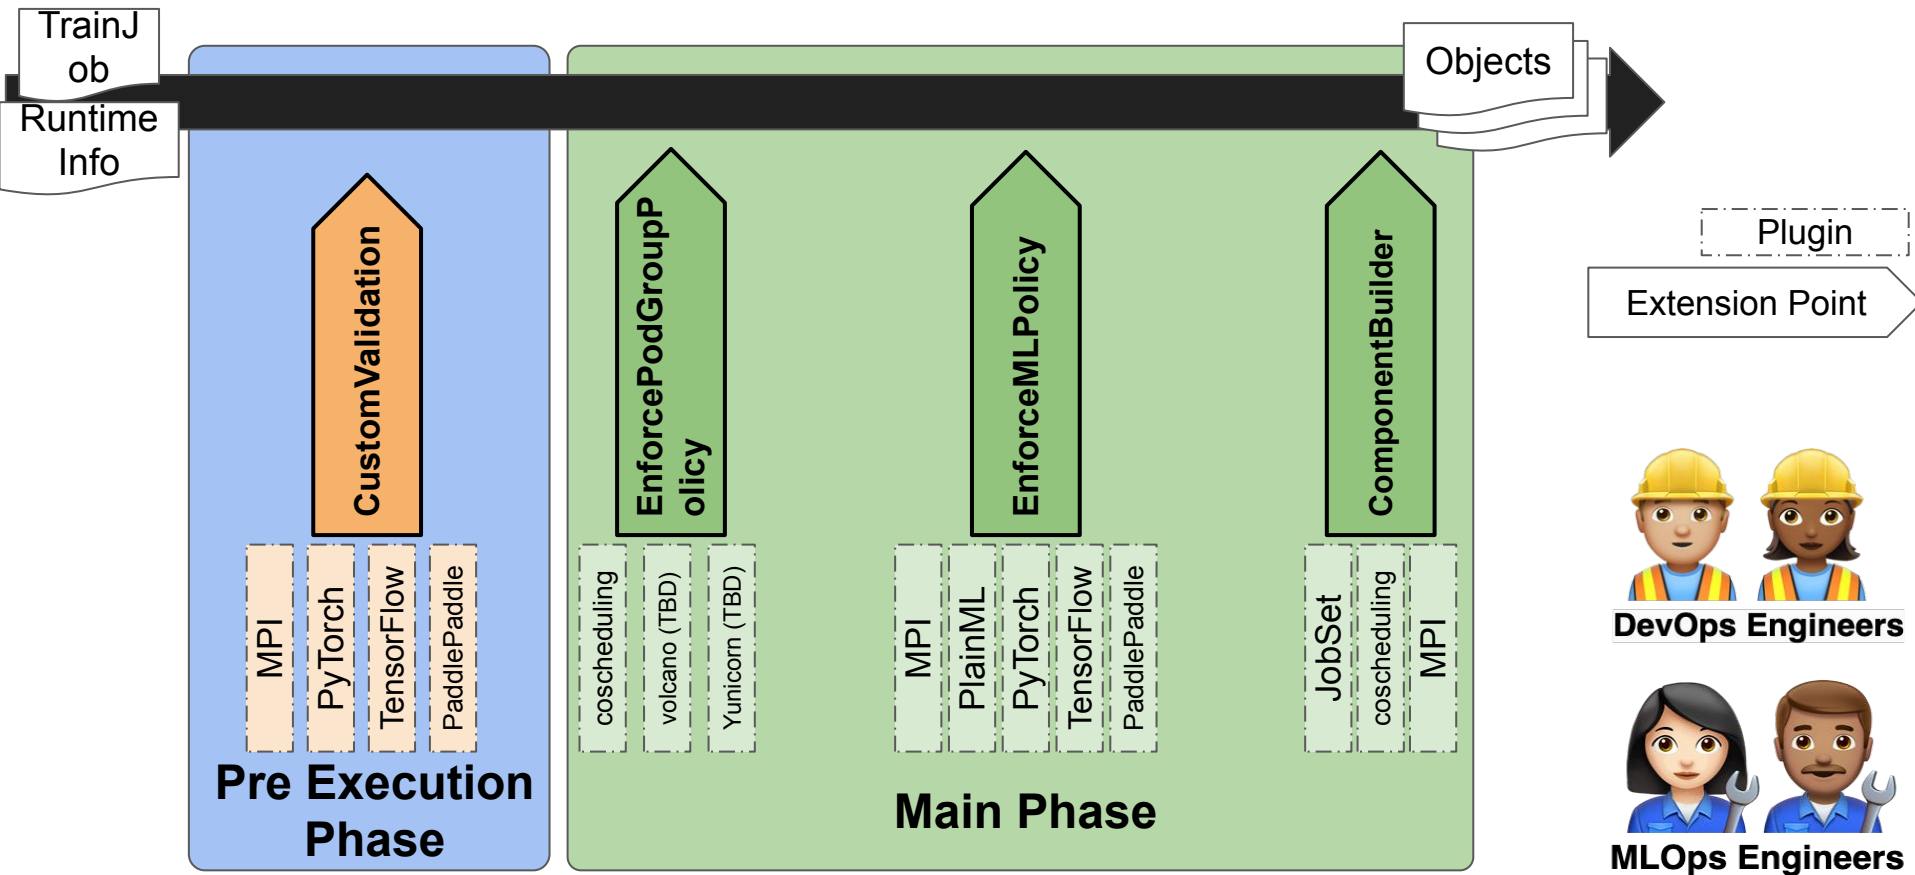 TrainJ
ob
Runtime
Info
Objects
Plugin
Extension Point
CustomValidation
EnforcePodGroupP
olicy
EnforceMLPolicy
ComponentBuilder
MPI
PyTorch
TensorFlow
PaddlePaddle
coscheduling
volcano (TBD)
Yunicorn (TBD)
MPI
PlainML
PyTorch
TensorFlow
PaddlePaddle
JobSet
coscheduling
MPI
Pre Execution
Phase
Main Phase
DevOps Engineers
MLOps Engineers